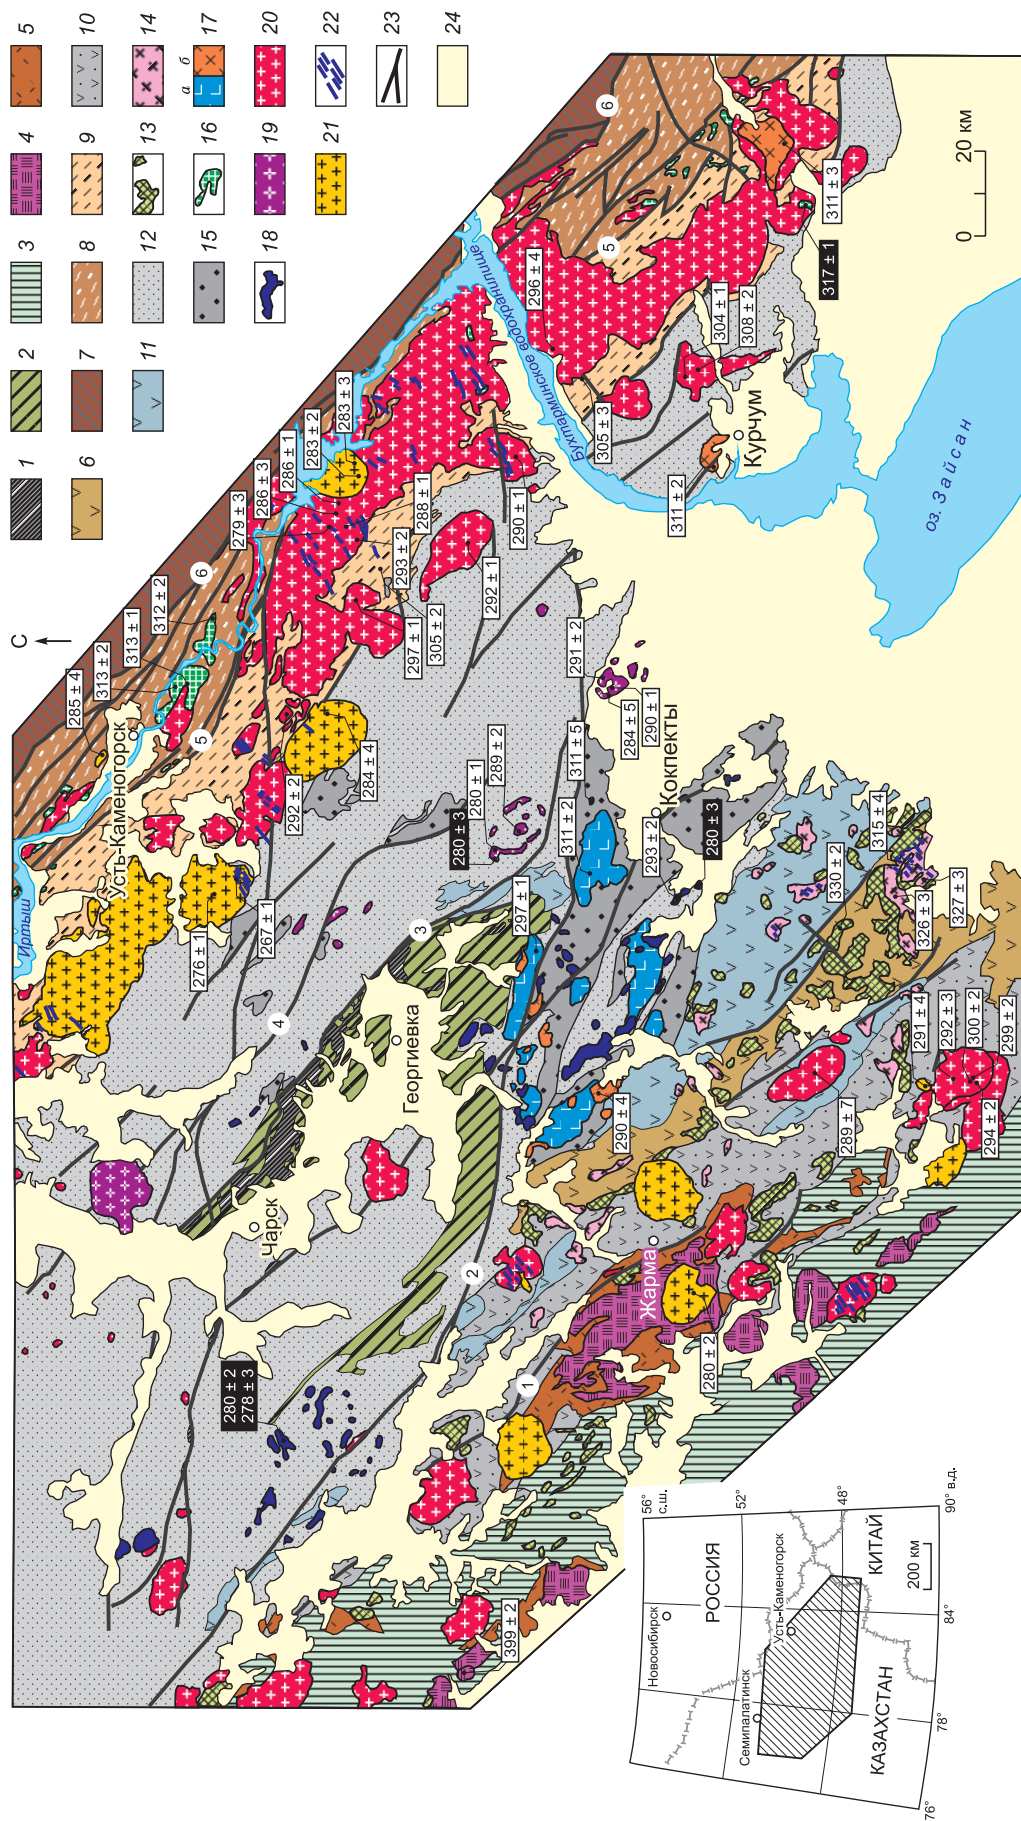 1
2
3
4
5
6
7
8
9
10
11
12
13
14
15
16
а
б
17
18
19
20
21
22
23
24
С
0
20 км
Иртыш
Усть-Каменогорск
Бухтарминское водохранилище
оз. Зайсан
Курчум
Кокпекты
Георгиевка
Чарск
Жарма
1
2
3
4
5
5
6
6
285 ± 4
313 ± 2
313 ± 1
312 ± 2
279 ± 3
286 ± 3
286 ± 1
283 ± 2
283 ± 3
288 ± 1
293 ± 2
305 ± 2
297 ± 1
292 ± 1
290 ± 1
296 ± 4
305 ± 3
304 ± 1
308 ± 2
311 ± 2
311 ± 3
317 ± 1
276 ± 1
267 ± 1
292 ± 2
284 ± 4
280 ± 3
280 ± 1
289 ± 2
291 ± 2
284 ± 5
290 ± 1
311 ± 5
311 ± 2
297 ± 1
293 ± 2
280 ± 3
330 ± 2
315 ± 4
326 ± 3
327 ± 3
290 ± 4
289 ± 7
291 ± 4
292 ± 3
300 ± 2
299 ± 2
294 ± 2
280 ± 2
278 ± 3
280 ± 2
399 ± 2
56°
с.ш.
52°
48°
90° в.д.
84°
78°
76°
Новосибирск
РОССИЯ
Семипалатинск
Усть-Каменогорск
КИТАЙ
КАЗАХСТАН
200 км